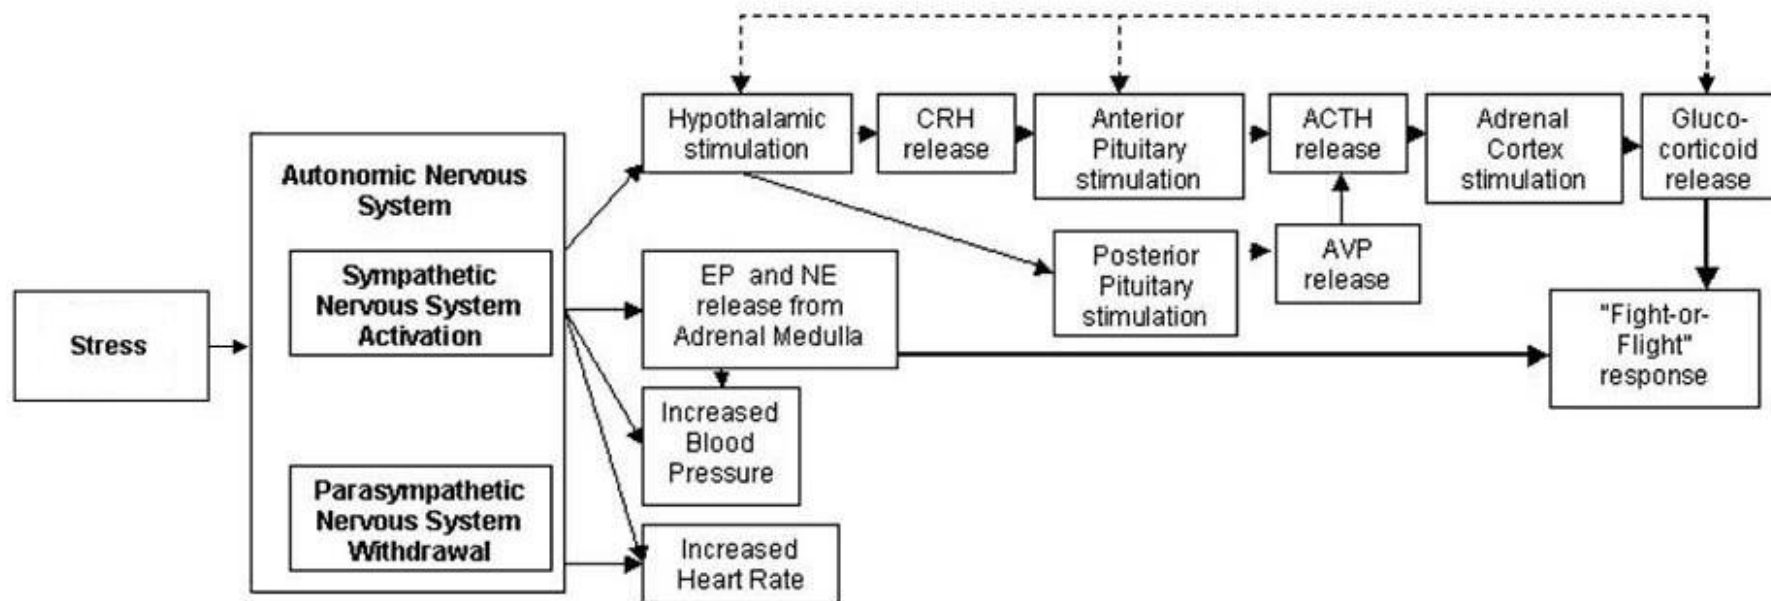 Stress
Autonomic Nervous
System
Sympathetic
Nervous System
Activation
Parasympathetic
Nervous System
Withdrawal
Hypothalamic
stimulation
CRH
release
Anterior
Pituitary
stimulation
ACTH
release
Adrenal
Cortex
stimulation
Gluco-
corticoid
release
Posterior
Pituitary
stimulation
AVP
release
EP and NE
release from
Adrenal Medulla
"Fight-or-
Flight"
response
Increased
Blood
Pressure
Increased
Heart Rate